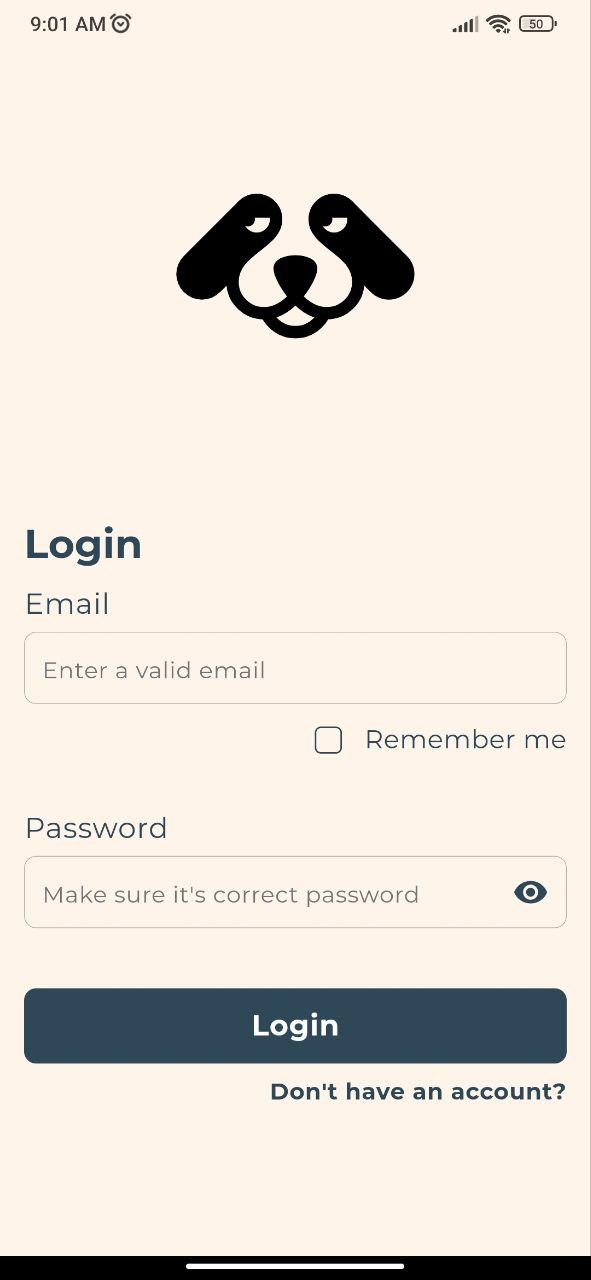 9:01 AM 50
Login
Email
Enter a valid email
Remember me
Password
Make sure it's correct password
Login
Don't have an account?